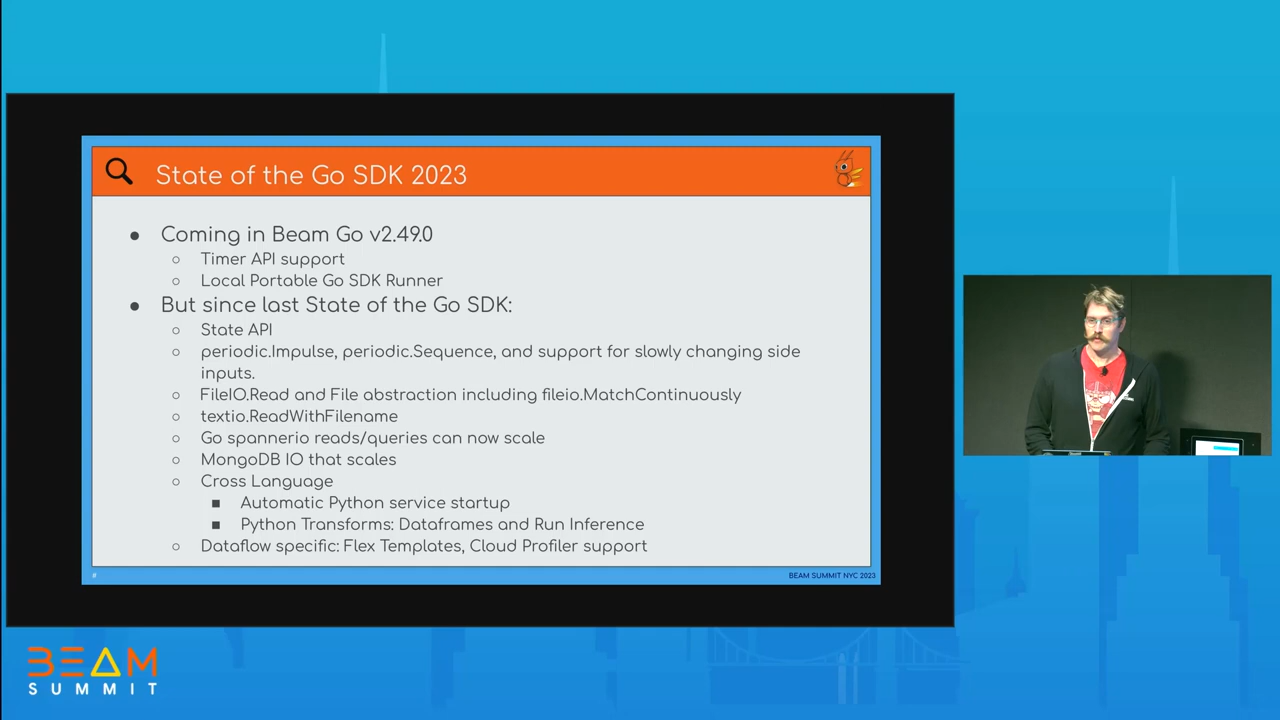 State of the Go SDK 2023
● Coming in Beam Go v2.49.0
○ Timer API support
○ Local Portable Go SDK Runner
● But since last State of the Go SDK:
○ State API
○ periodic.Impulse, periodic.Sequence, and support for slowly changing side
inputs.
○ FileIO.Read and File abstraction including fileio.MatchContinuously
○ textio.ReadWithFilename
○ Go spannerio reads/queries can now scale
○ MongoDB IO that scales
○ Cross Language
■ Automatic Python service startup
■ Python Transforms: Dataframes and Run Inference
○ Dataflow specific: Flex Templates, Cloud Profiler support
#
BEAM SUMMIT NYC 2023
BEAM
SUMMIT